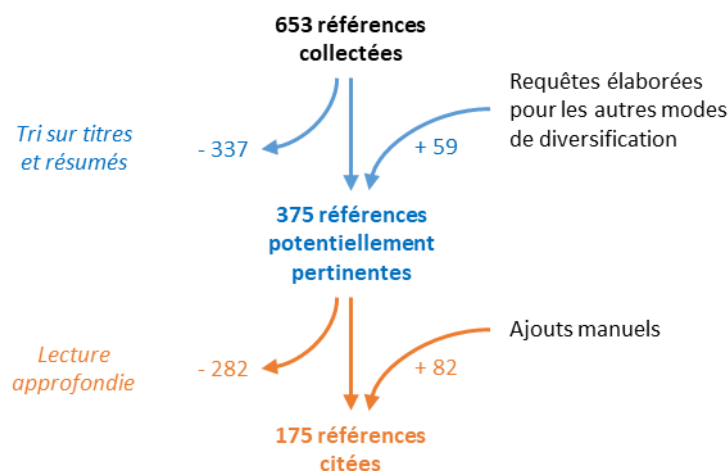 653 références
collectées
Requêtes élaborées
pour les autres modes
de diversification
Tri sur titres
et résumés
- 337
+ 59
375 références
potentiellement
pertinentes
Ajouts manuels
Lecture
approfondie
- 282
+ 82
175 références
citées